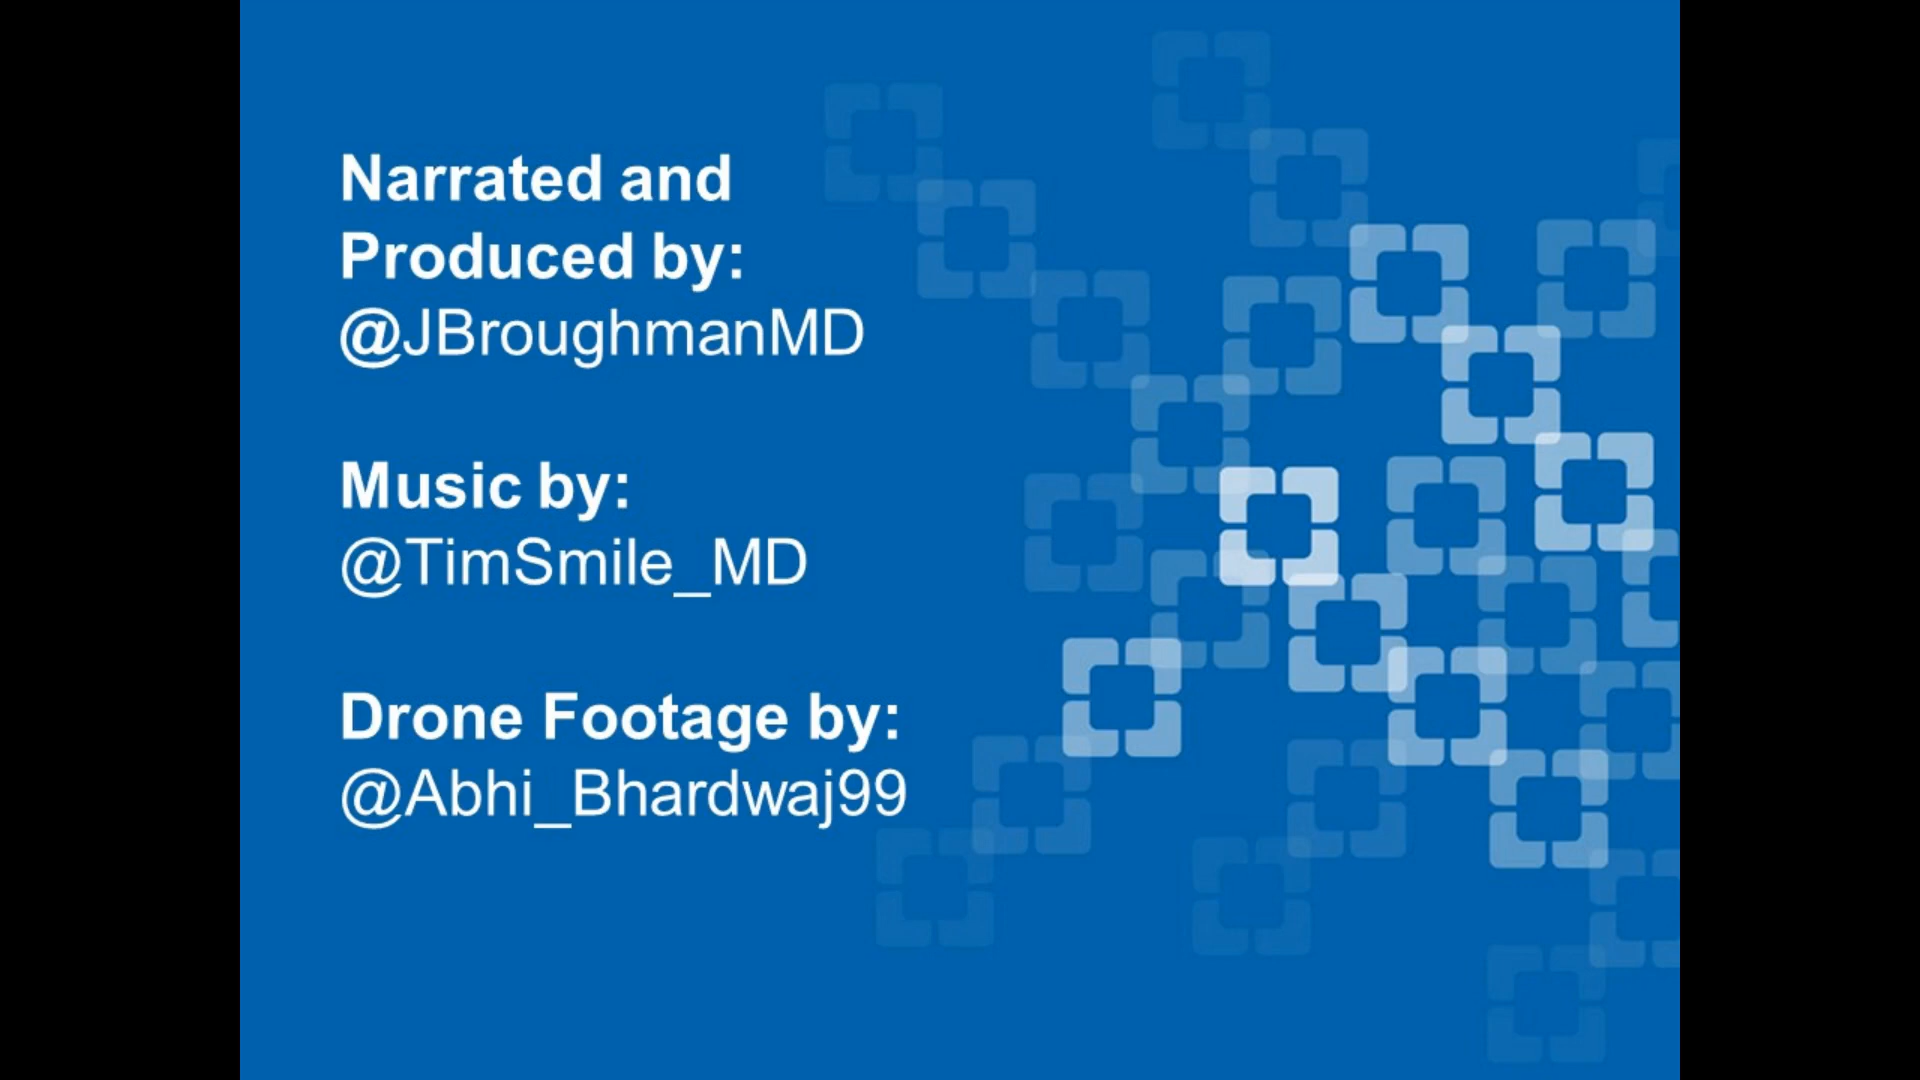 Narrated and
Produced by:
@JBroughmanMD
Music by:
@TimSmile_MD
Drone Footage by:
@Abhi_Bhardwaj99